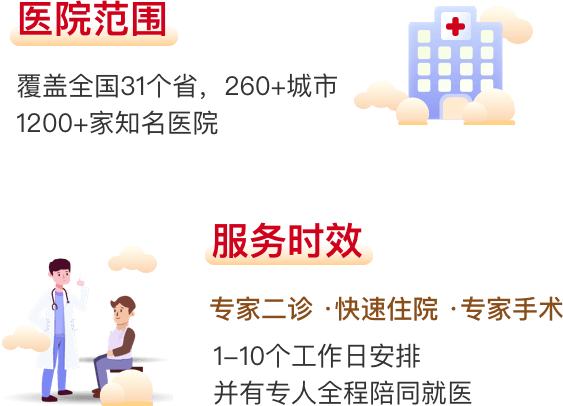 医院范围
覆盖全国31个省，260+城市
1200+家知名医院
服务时效
专家二诊 ·快速住院 ·专家手术
1-10个工作日安排
并有专人全程陪同就医